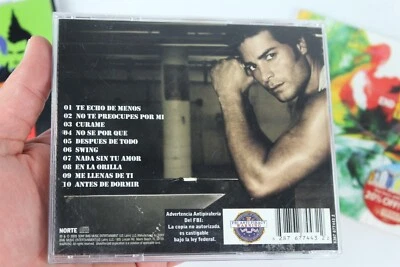 01 TE ECHO DE MENOS
02 NO TE PREOCUPES POR MI
03 CURAME
04 NO SE POR QUE
05 DESPUES DE TODO
06 SWING
07 NADA SIN TU AMOR
08 EN LA ORILLA
09 ME LLENAS DE TI
10 ANTES DE DORMIR
NORTE
Advertencia Antipiratería
Del FBI:
La copia no autorizada
es castigable
bajo la ley federal.